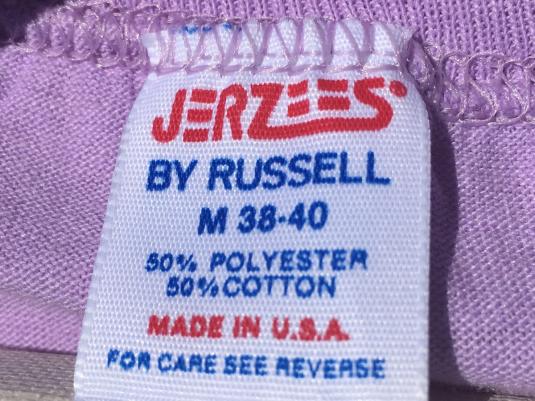 JERZEES
BY RUSSELL
M 38-40
50% POLYESTER
50% COTTON
MADE IN U.S.A.
FOR CARE SEE REVERSE